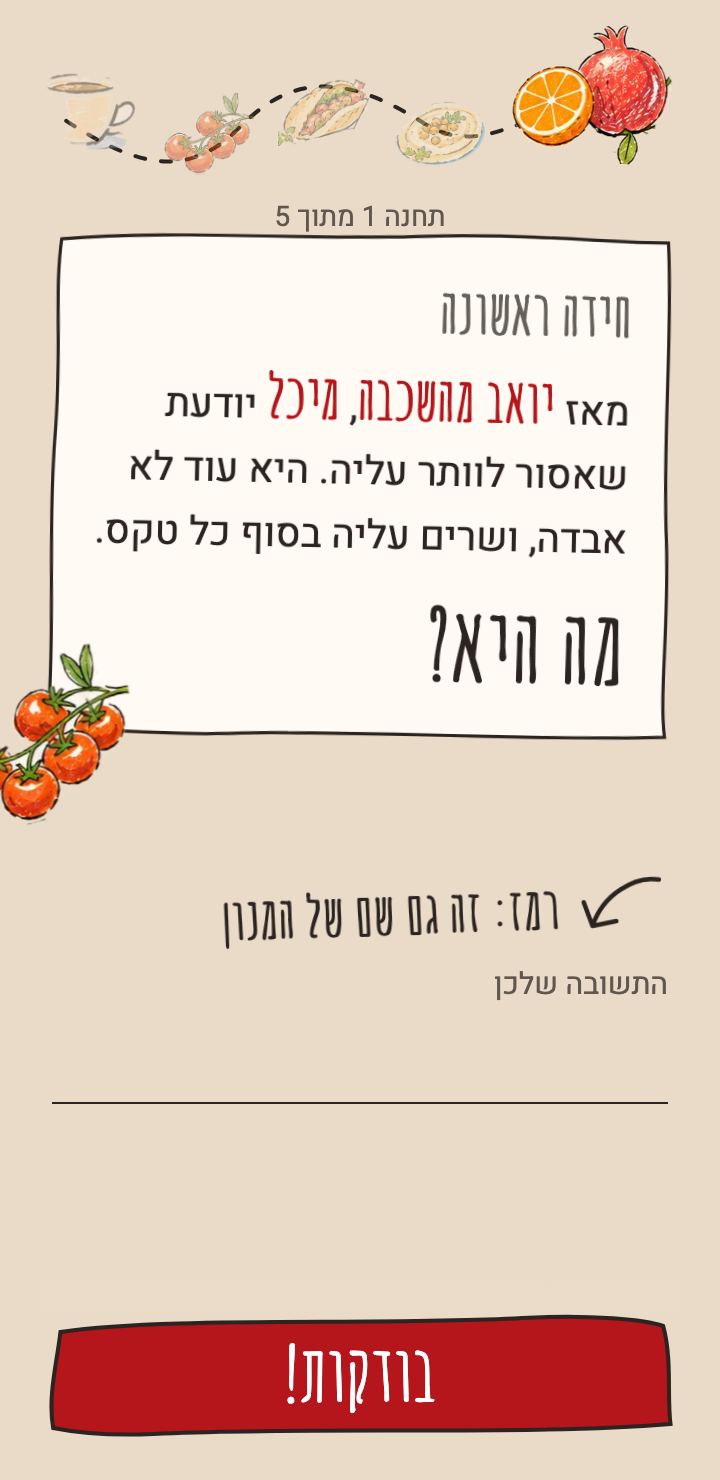 תחנה 1 מתוך 5
חידה ראשונה
מאז יואב מהשכבה, מיכל יודעת
שאסור לוותר עליה. היא עוד לא
אבדה, ושרים עליה בסוף כל טקס.
מה היא?
רמז: זה גם שם של המנון
התשובה שלכן
בודקות!